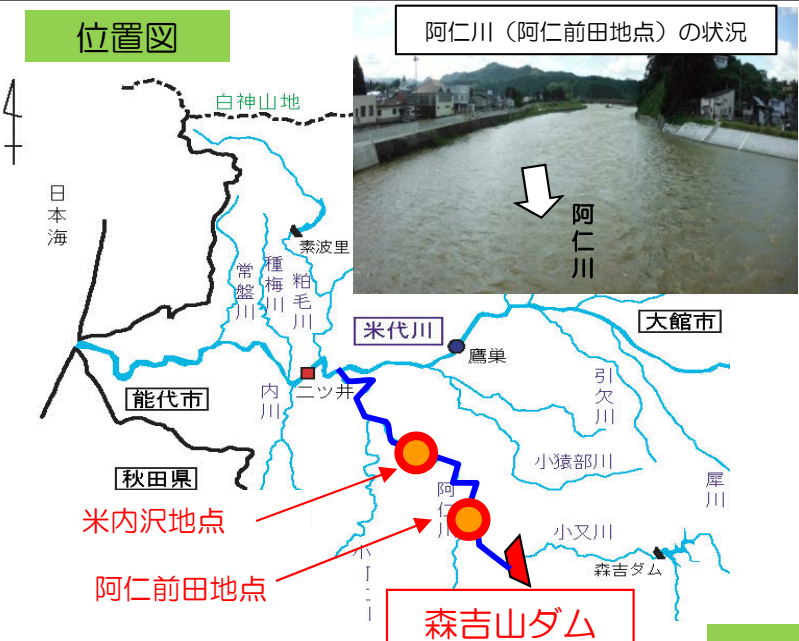 位置図
阿仁川（阿仁前田地点）の状況
白神山地
日本海
阿仁川
素波里
常盤川
種梅川
粕毛川
米代川
大館市
鷹巣
能代市
内川
二ツ井
引欠川
秋田県
小猿部川
犀川
米内沢地点
阿仁川
小又川
森吉ダム
阿仁前田地点
森吉山ダム